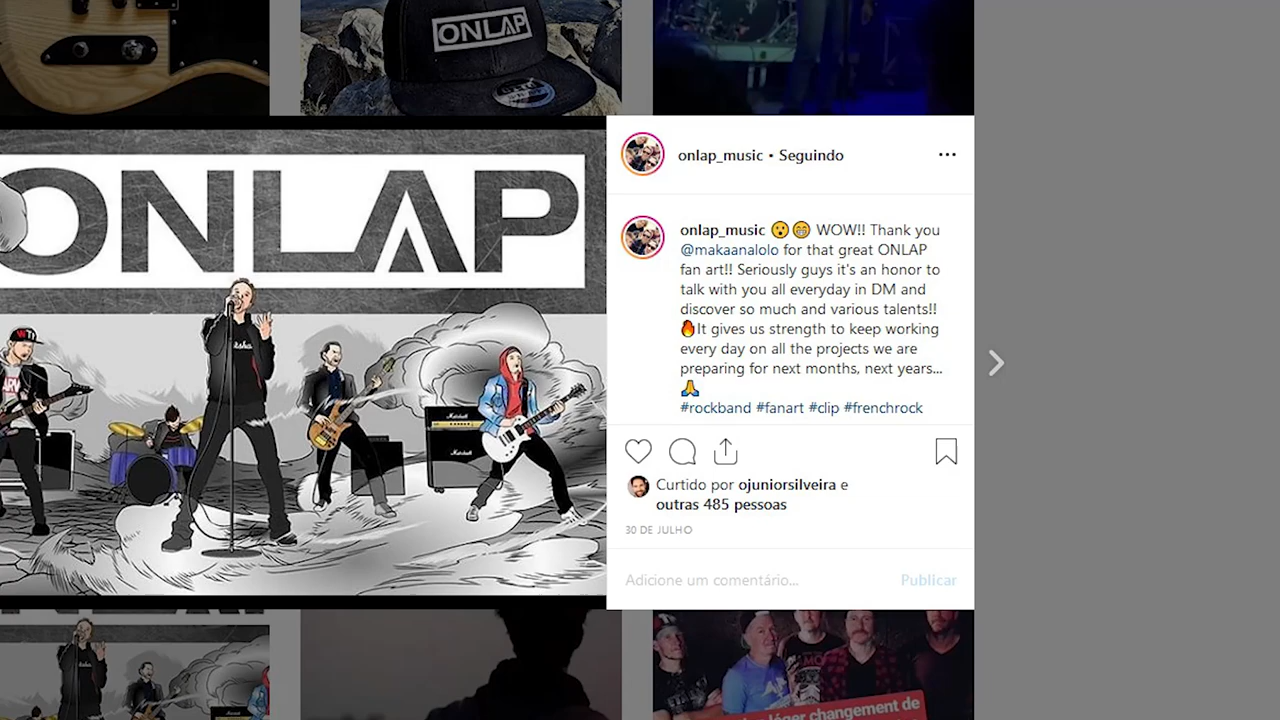 ONLAP
ONLAP
onlap_music • Seguindo
onlap_music 😮😁 WOW!! Thank you
@makaanalolo for that great ONLAP
fan art!! Seriously guys it's an honor to
talk with you all everyday in DM and
discover so much and various talents!!
🔥It gives us strength to keep working
every day on all the projects we are
preparing for next months, next years...
🙏
#rockband #fanart #clip #frenchrock
Marshall
Marshall
Curtido por ojuniorsilveira e
outras 485 pessoas
30 DE JULHO
Adicione um comentário...
Publicar
léger changement de